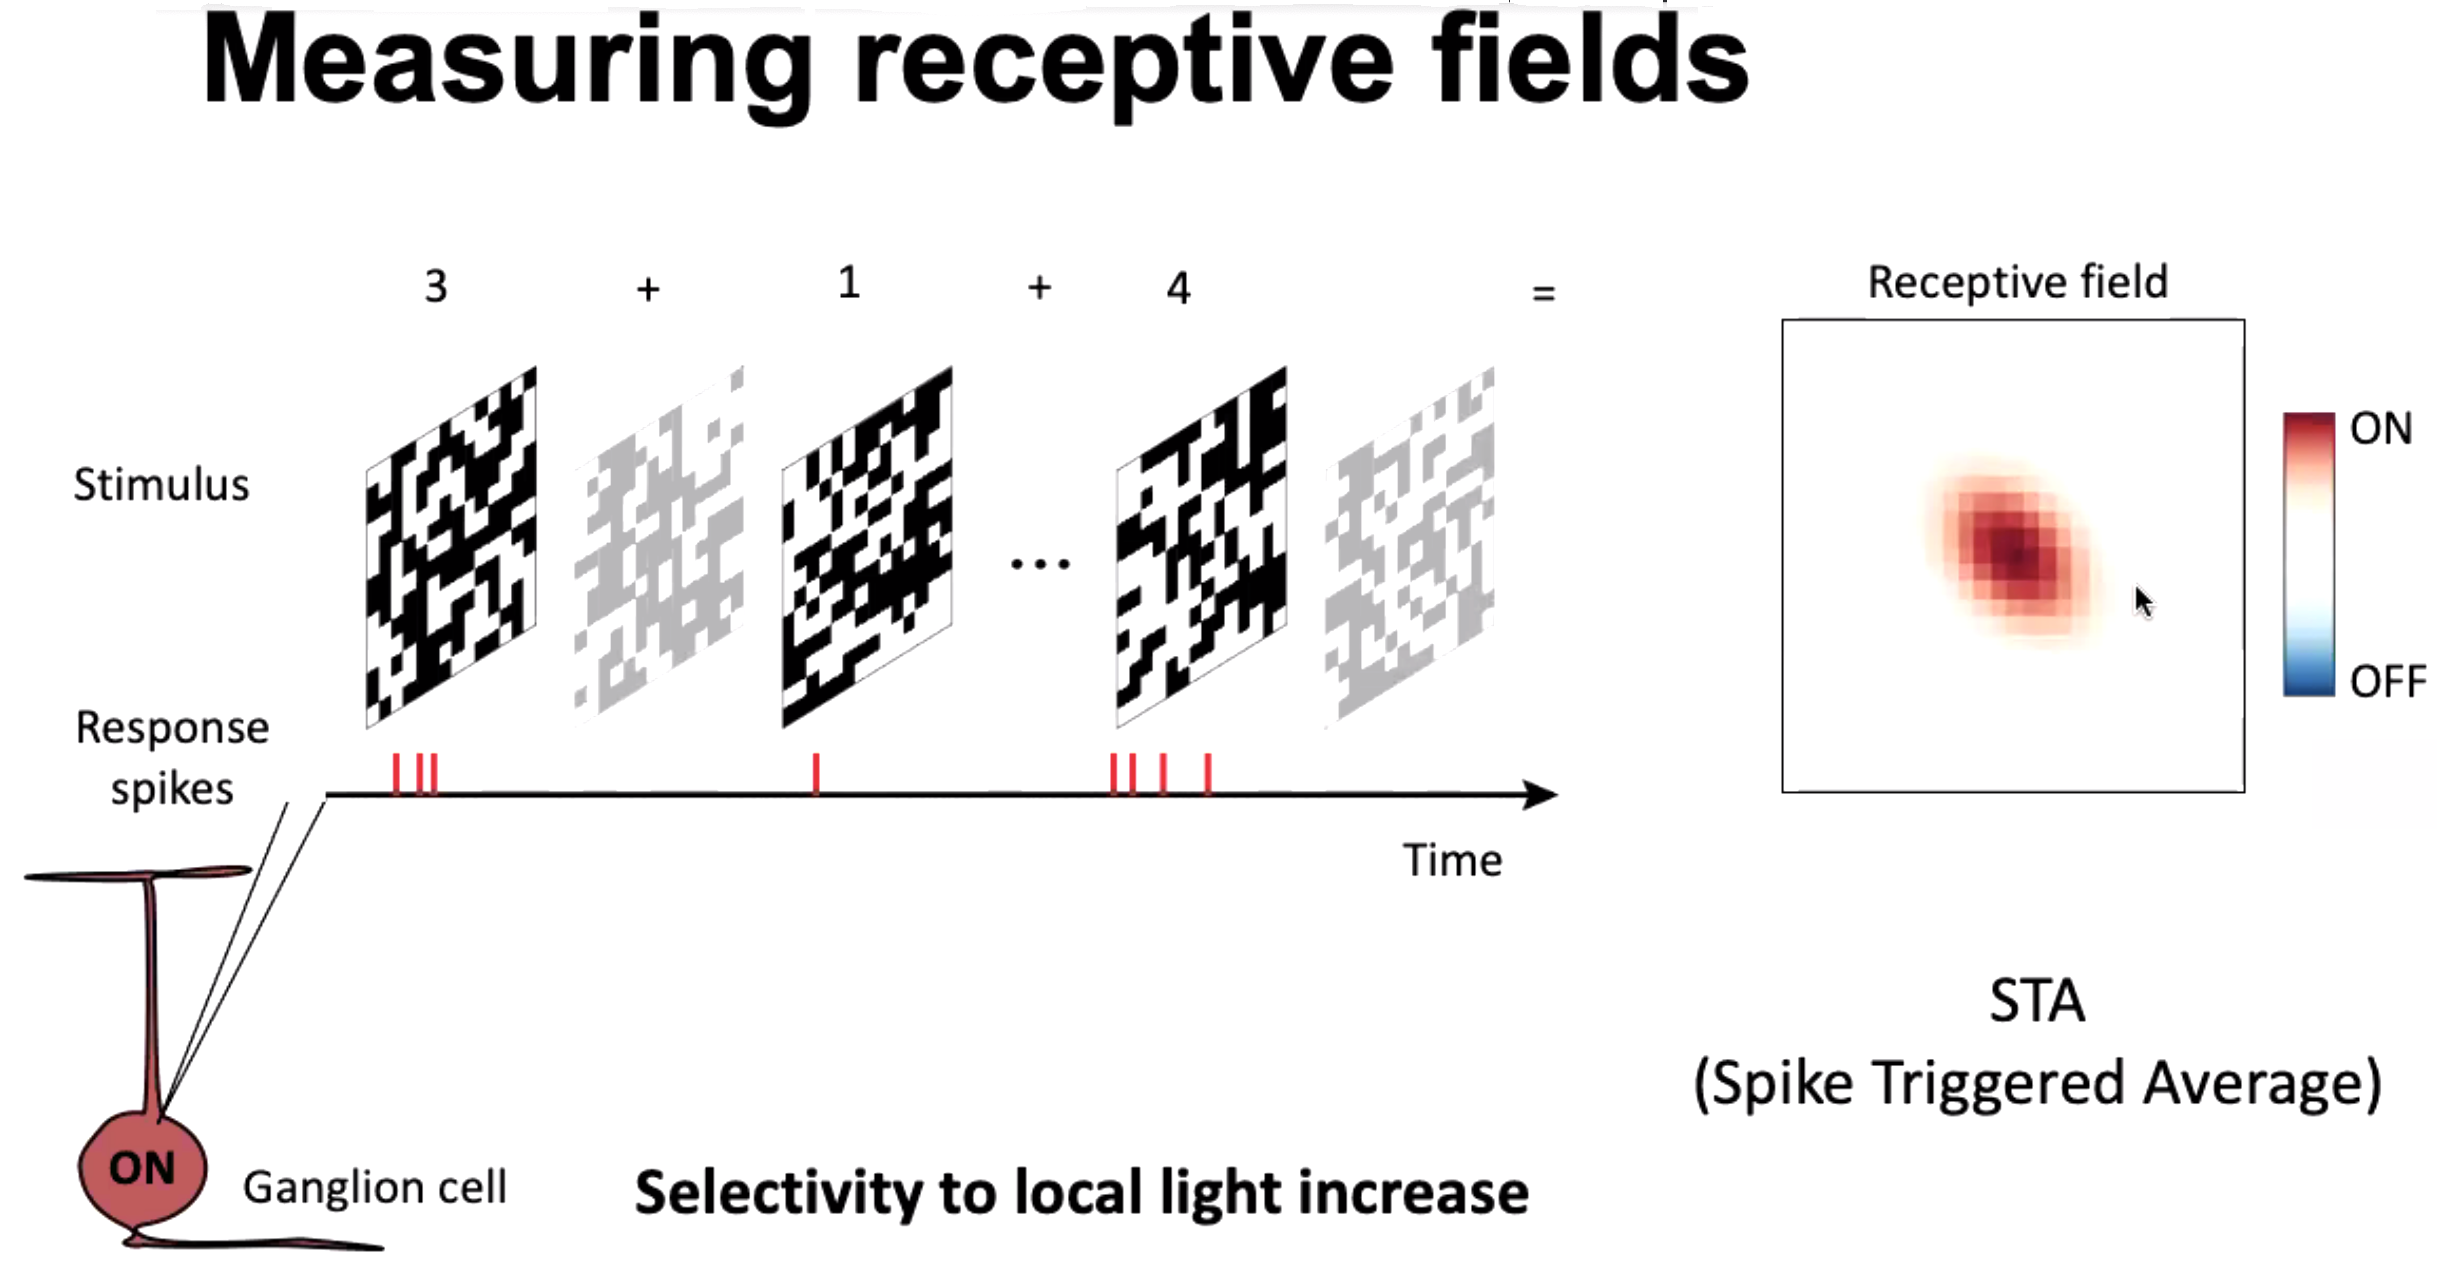 Measuring receptive fields
3 + 1 + 4 =
Receptive field
ON
OFF
Stimulus
...
Response
spikes
Time
STA
(Spike Triggered Average)
ON
Ganglion cell
Selectivity to local light increase